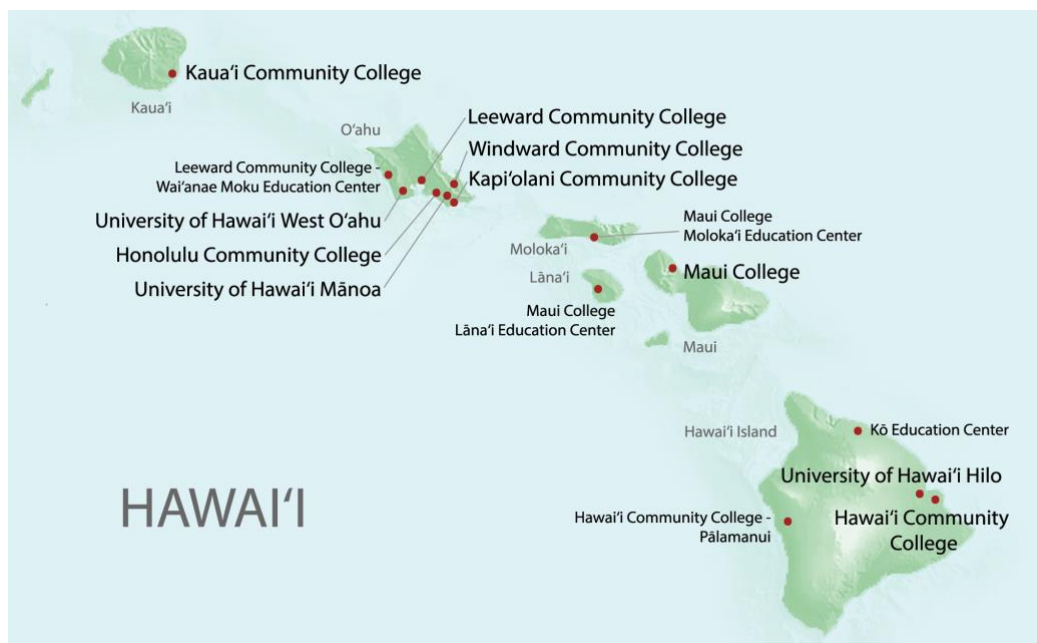 Kaua‘i Community College
Kaua‘i
O‘ahu
Leeward Community College
Windward Community College
Kapi‘olani Community College
Leeward Community College -
Wai‘anae Moku Education Center
University of Hawai‘i West O‘ahu
Honolulu Community College
University of Hawai‘i Mānoa
Maui College
Moloka‘i Education Center
Moloka‘i
Lāna‘i
Maui College
Maui College
Lāna‘i Education Center
Maui
Hawai‘i Island
Kō Education Center
University of Hawai‘i Hilo
Hawai‘i Community College -
Pālamanui
Hawai‘i Community
College
HAWAI‘I